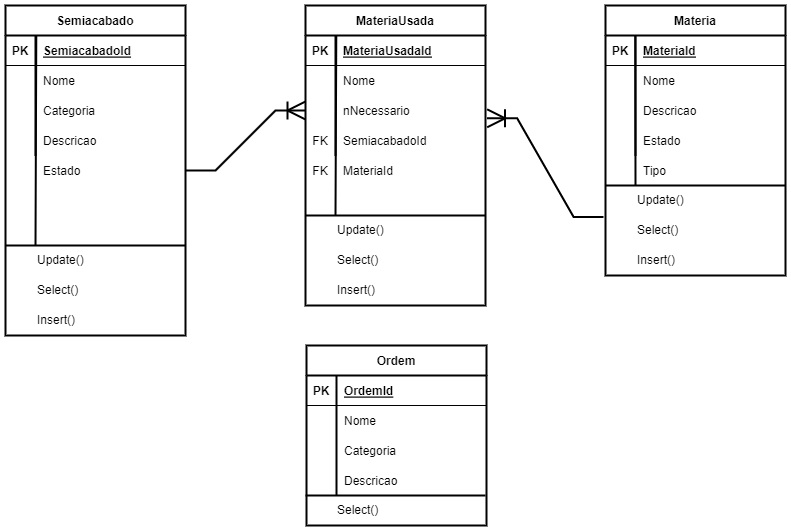 Semiacabado
PK SemiacabadoId
Nome
Categoria
Descricao
Estado
Update()
Select()
Insert()
MateriaUsada
PK MateriaUsadaId
Nome
nNecessario
FK SemiacabadoId
FK MateriaId
Update()
Select()
Insert()
Materia
PK MateriaId
Nome
Descricao
Estado
Tipo
Update()
Select()
Insert()
Ordem
PK OrdemId
Nome
Categoria
Descricao
Select()